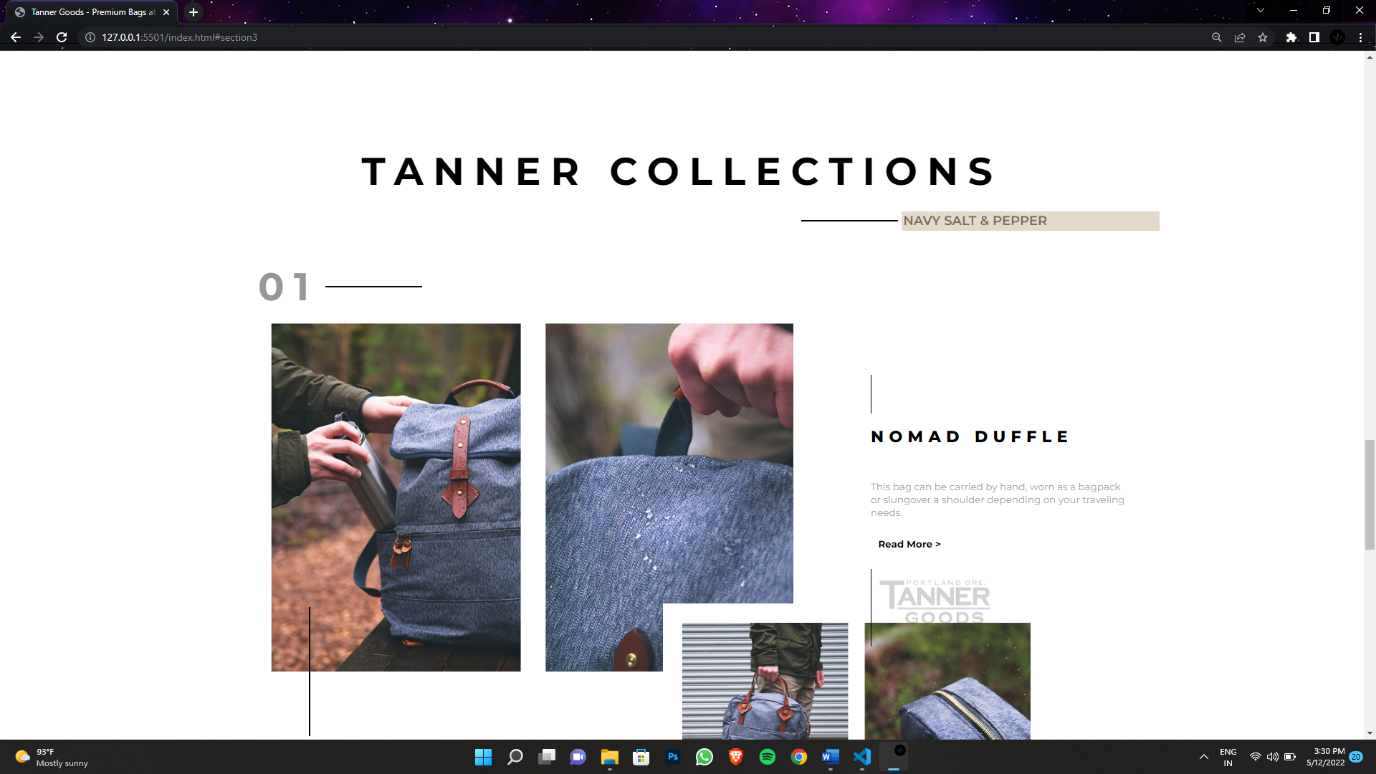 Tanner Goods - Premium Bags at
127.0.0.1:5501/index.html#section3
TANNER COLLECTIONS
NAVY SALT & PEPPER
01
NOMAD DUFFLE
This bag can be carried by hand, worn as a bagpack
or slungover a shoulder depending on your traveling
needs.
Read More >
PORTLAND ORE.
TANNER
GOODS
93°F
Mostly sunny
Ps
W
ENG
IN
3:30 PM
5/12/2022
20